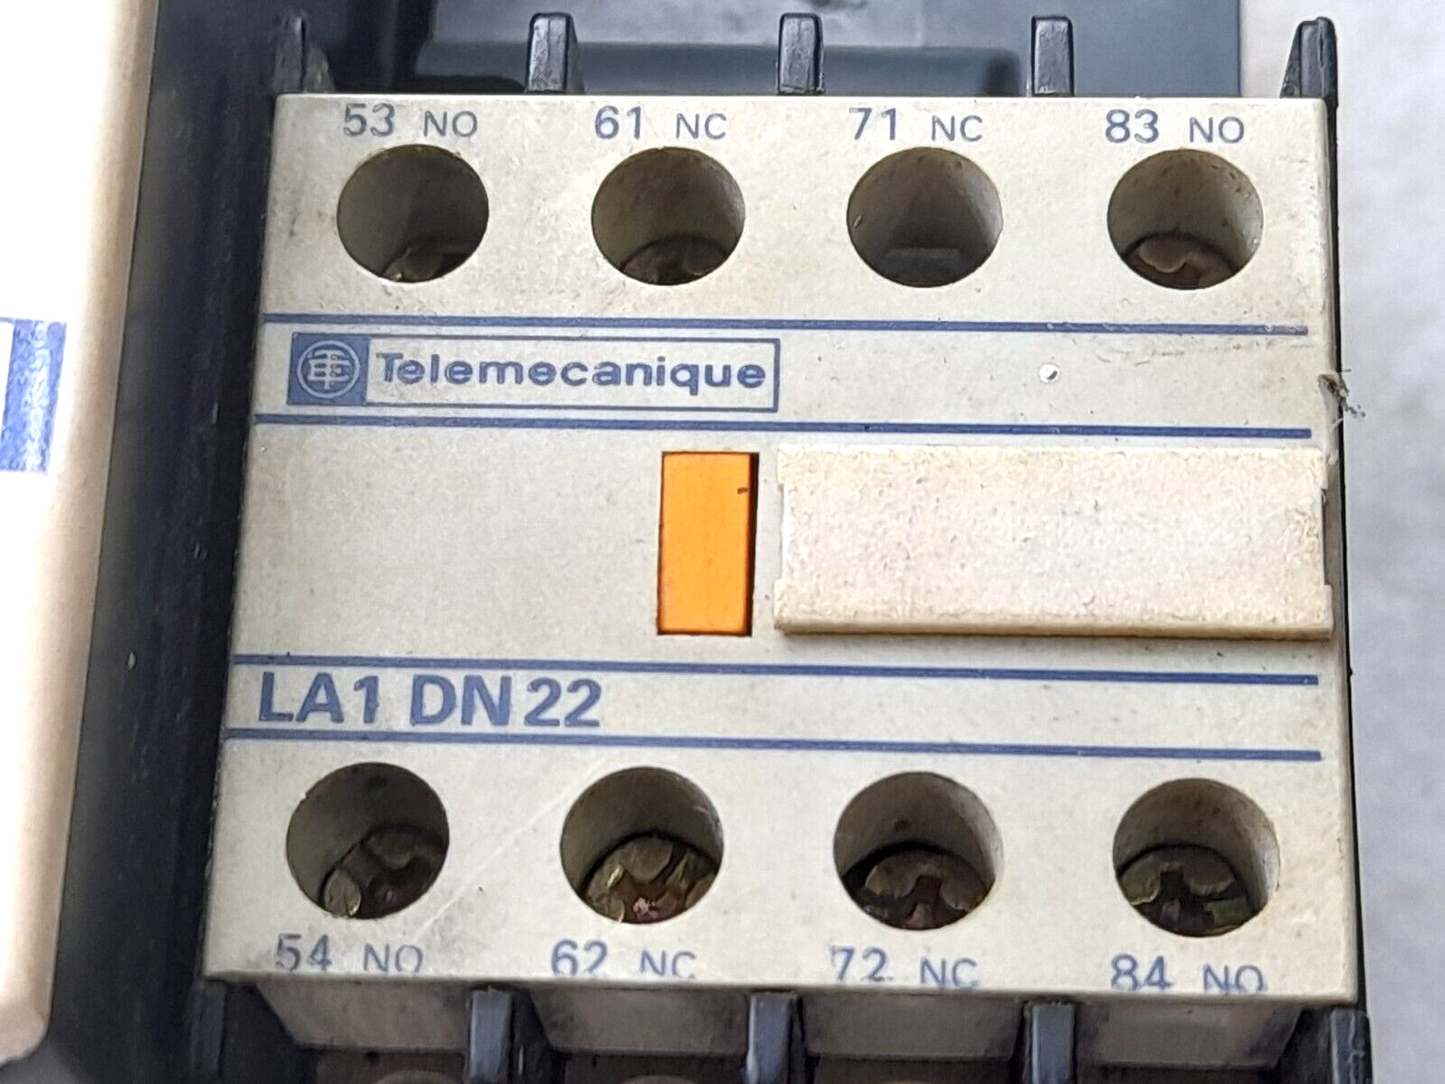 53 NO 61 NC 71 NC 83 NO
Telemecanique
LA1 DN22
54 NO 62 NC 72 NC 84 NO